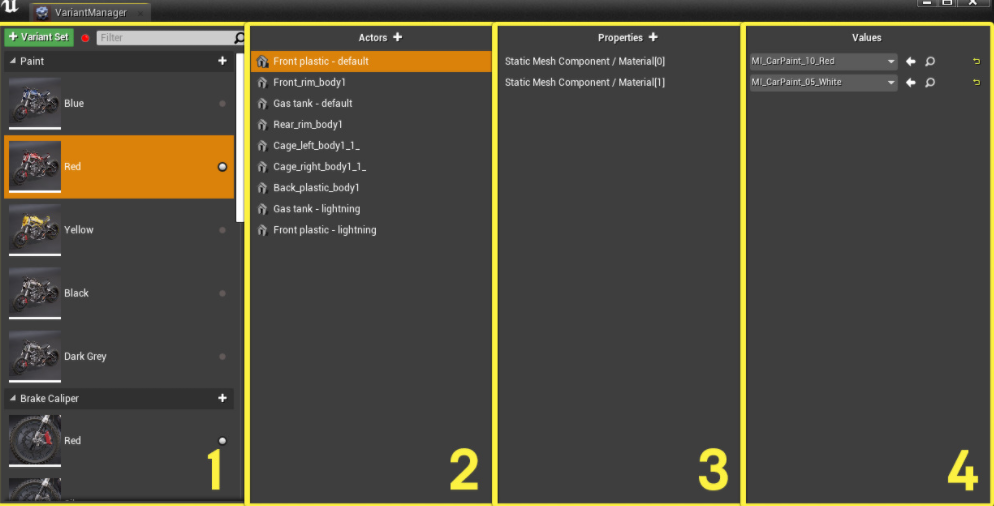 VariantManager
+ Variant Set
Filter
Actors +
Properties +
Values
Paint +
Blue
Red
Yellow
Black
Dark Grey
Brake Caliper +
Red
Front plastic - default
Front_rim_body1
Gas tank - default
Rear_rim_body1
Cage_left_body1_1_
Cage_right_body1_1_
Back_plastic_body1
Gas tank - lightning
Front plastic - lightning
Static Mesh Component / Material[0]
Static Mesh Component / Material[1]
MI_CarPaint_10_Red
MI_CarPaint_05_White
1
2
3
4